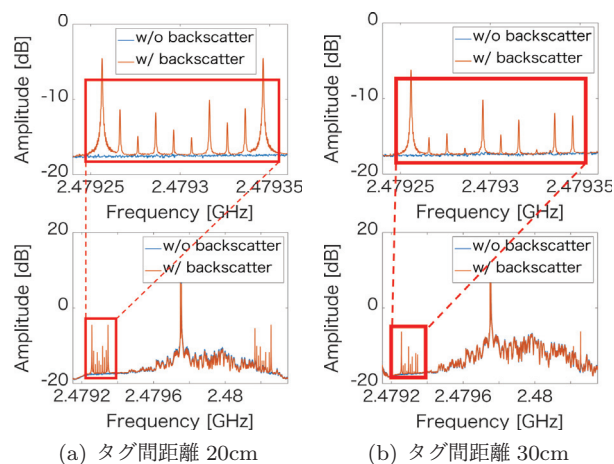 0
w/o backscatter
w/ backscatter
Amplitude [dB]
-10
-20
2.47925
2.4793
2.47935
Frequency [GHz]
0
w/o backscatter
w/ backscatter
Amplitude [dB]
-10
-20
2.47925
2.4793
2.47935
Frequency [GHz]
20
w/o backscatter
w/ backscatter
Amplitude [dB]
0
-20
2.4792
2.4796
2.48
Frequency [GHz]
20
w/o backscatter
w/ backscatter
Amplitude [dB]
0
-20
2.4792
2.4796
2.48
Frequency [GHz]
(a) タグ間距離 20cm
(b) タグ間距離 30cm